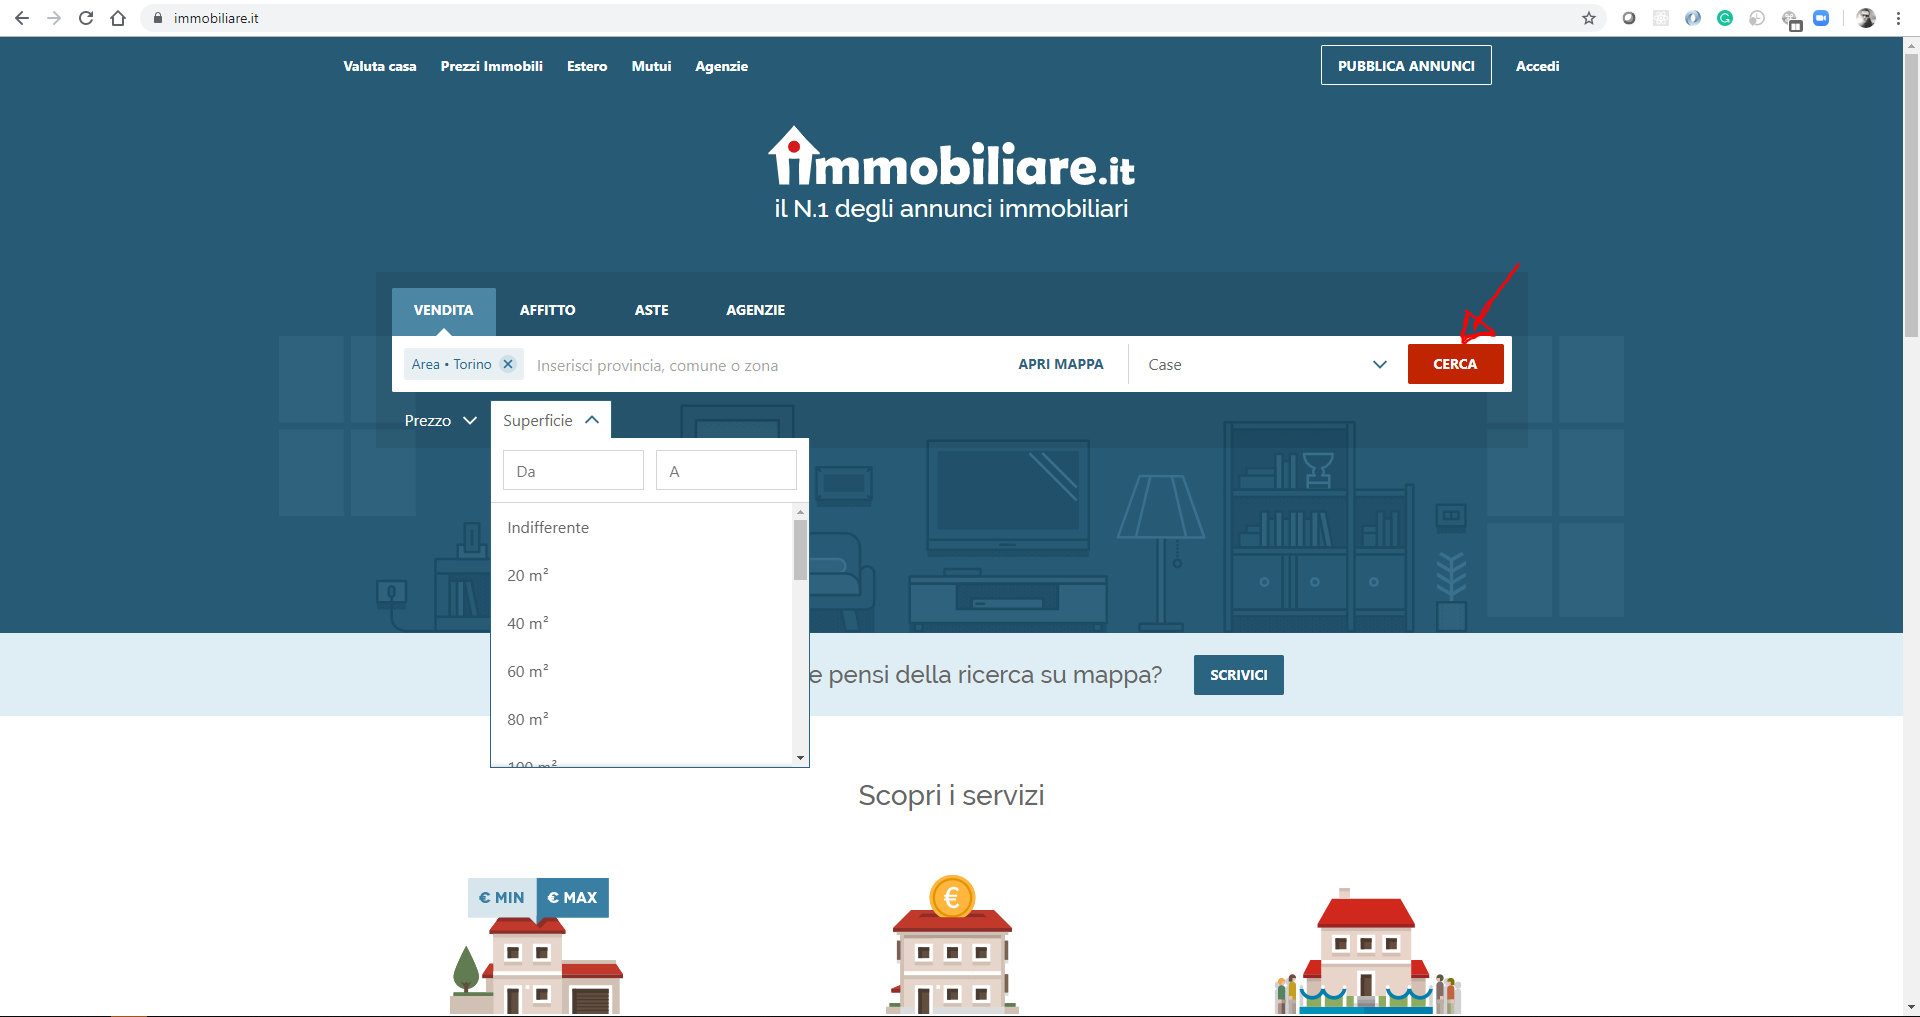 immobiliare.it
Valuta casa Prezzi Immobili Estero Mutui Agenzie PUBBLICA ANNUNCI Accedi
immobiliare.it
il N.1 degli annunci immobiliari
VENDITA AFFITTO ASTE AGENZIE
Area • Torino Inserisci provincia, comune o zona APRI MAPPA Case CERCA
Prezzo Superficie
Da A
Indifferente
20 m²
40 m²
60 m²
e pensi della ricerca su mappa? SCRIVICI
80 m²
100 m²
Scopri i servizi
€ MIN € MAX €